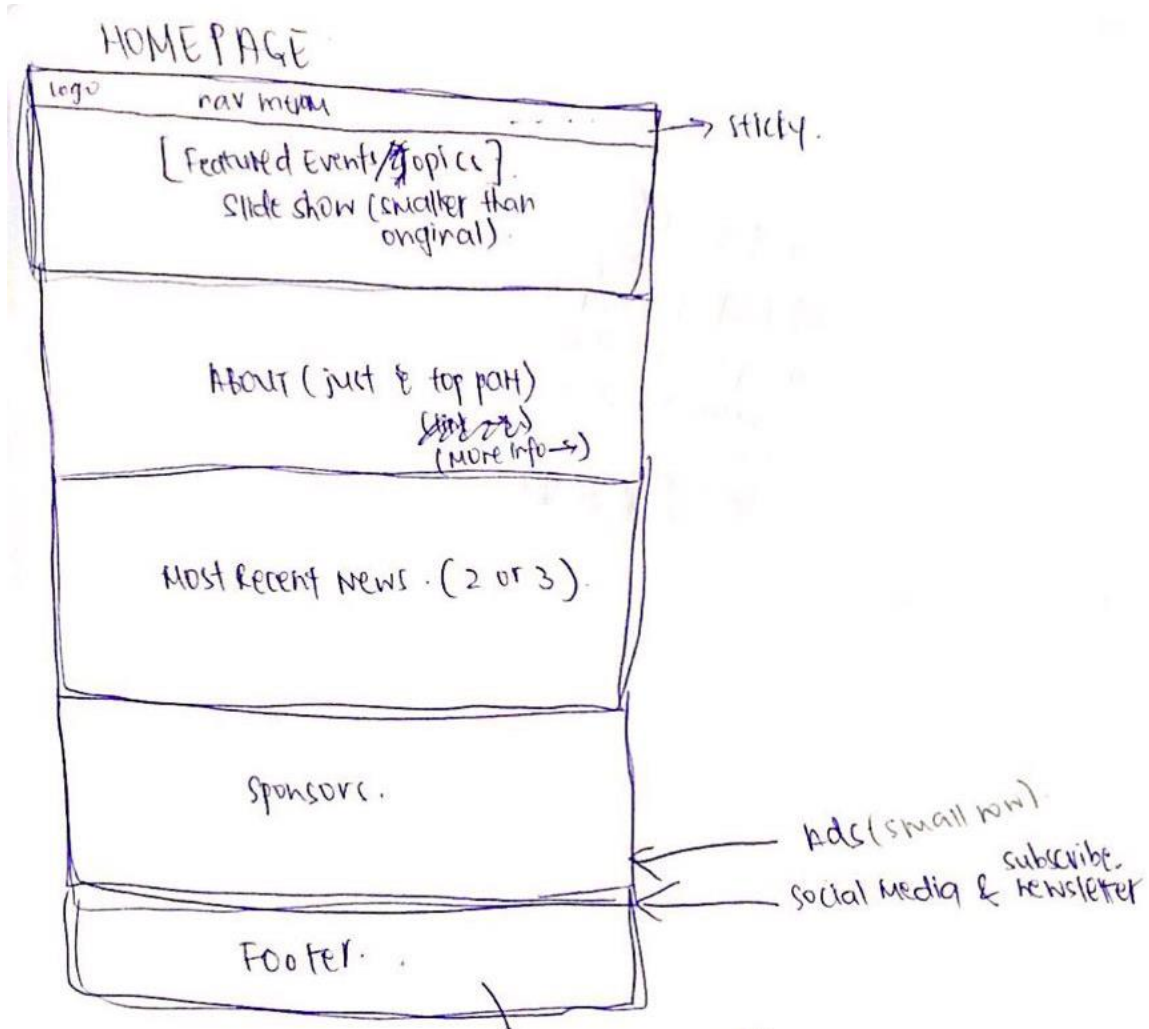 HOMEPAGE
logo nav menu . . . . → sticky.
[Featured Events/Topics]
Slide show (smaller than
original).
ABOUT (just & top part)
(More info →)
Most Recent News. (2 or 3).
Sponsors.
Ads (small row).
subscribe.
social Media & newsletter
Footer.